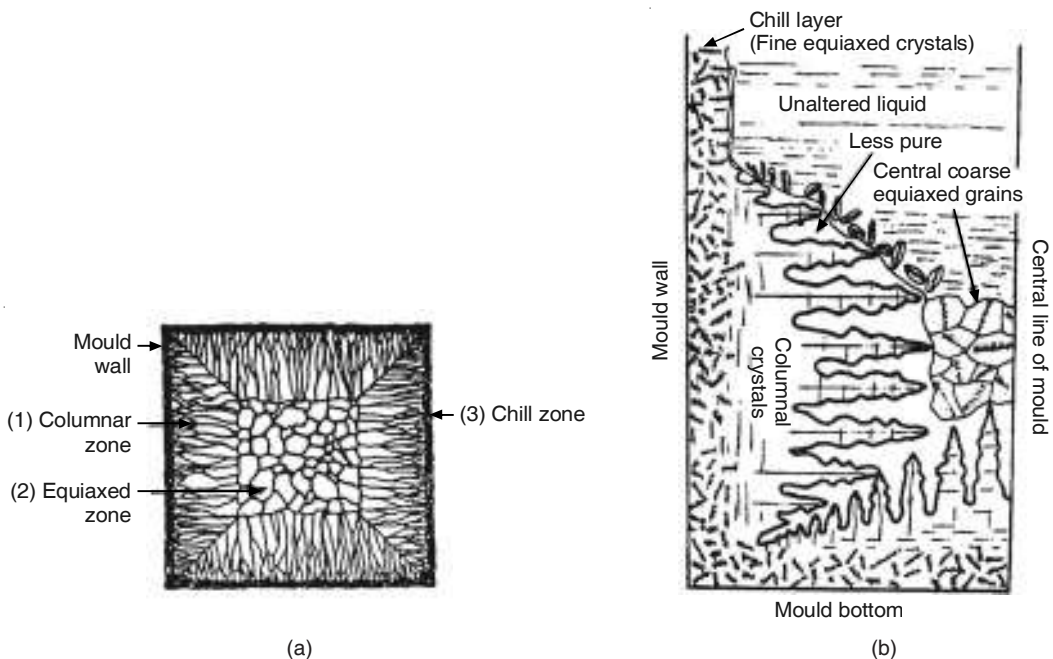 Chill layer
(Fine equiaxed crystals)
Unaltered liquid
Less pure
Central coarse
equiaxed grains
Mould wall
Columnal
crystals
Central line of mould
Mould bottom
(b)
Mould
wall
(1) Columnar
zone
(2) Equiaxed
zone
(3) Chill zone
(a)